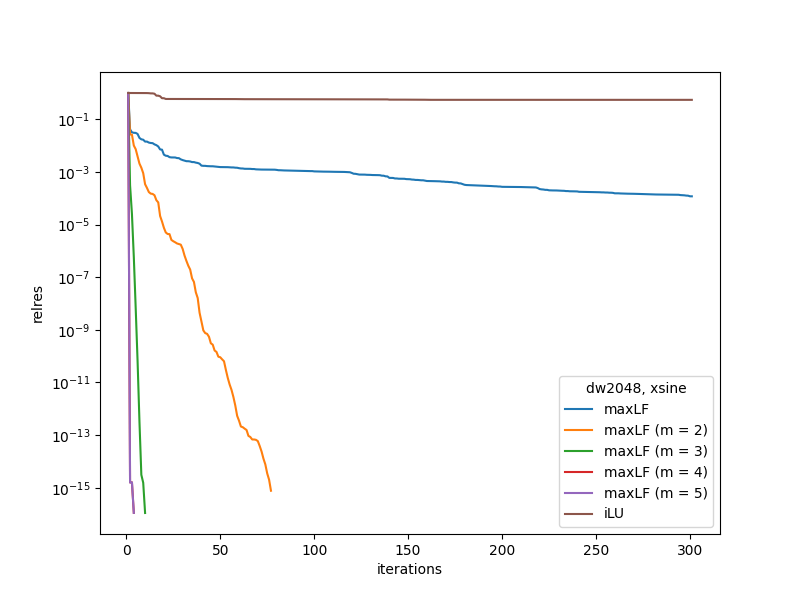 10^{-1}
10^{-3}
10^{-5}
10^{-7}
10^{-9}
10^{-11}
10^{-13}
10^{-15}
relres
0 50 100 150 200 250 300
iterations
dw2048, xsine
maxLF
maxLF (m = 2)
maxLF (m = 3)
maxLF (m = 4)
maxLF (m = 5)
iLU